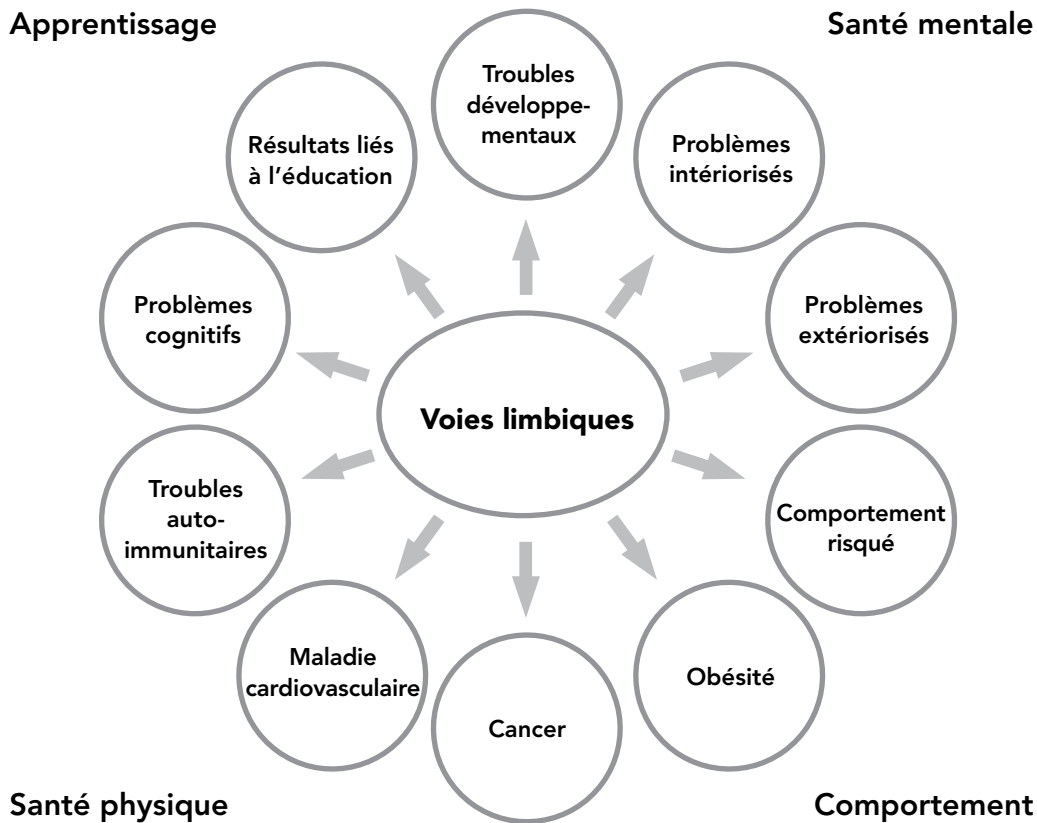 Apprentissage
Santé mentale
Troubles
développe-
mentaux
Résultats liés
à l'éducation
Problèmes
intériorisés
Problèmes
cognitifs
Problèmes
extériorisés
Voies limbiques
Troubles
auto-
immunitaires
Comportement
risqué
Maladie
cardiovasculaire
Obésité
Cancer
Santé physique
Comportement